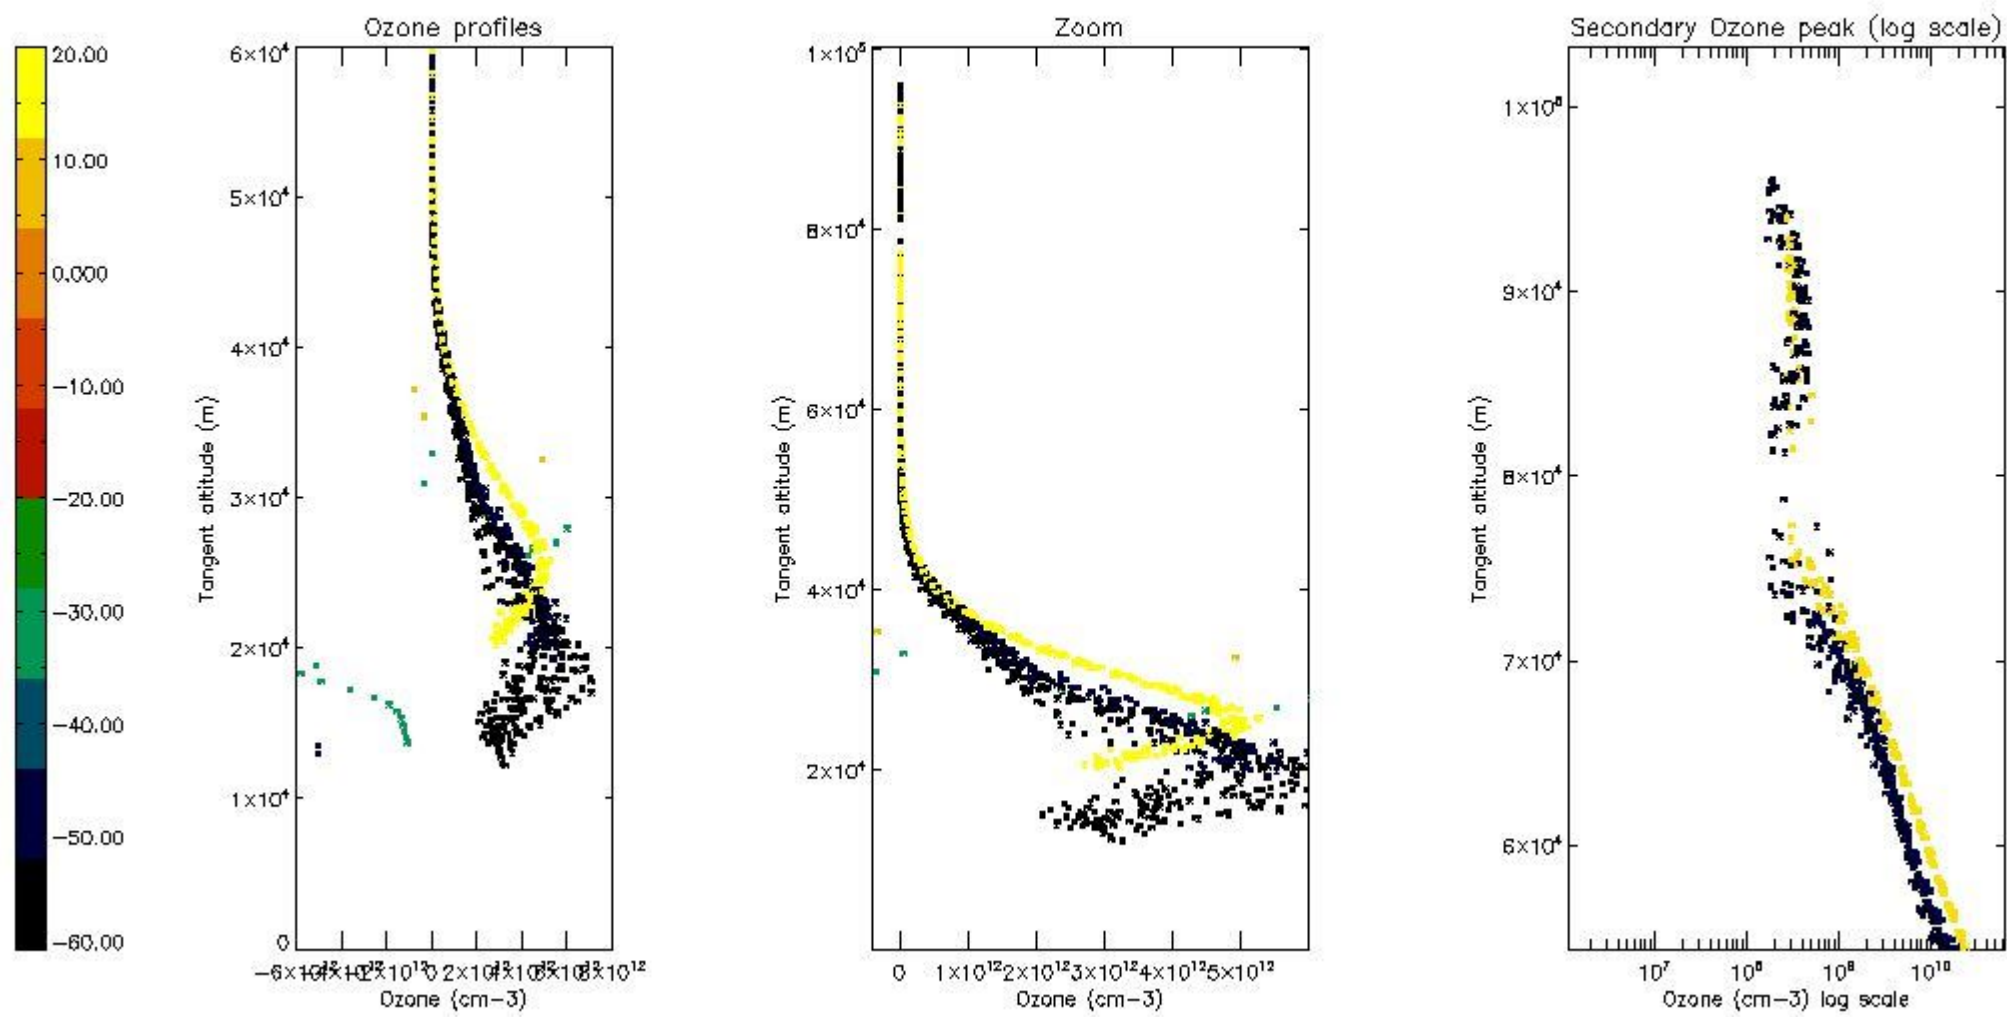 Ozone profiles
Zoom
Secondary Ozone peak (log scale)
20.00
10.00
0.000
−10.00
−20.00
−30.00
−40.00
−50.00
−60.00
6×10⁴
5×10⁴
4×10⁴
3×10⁴
2×10⁴
1×10⁴
0
Tangent altitude (m)
0
8×10¹²
Ozone (cm−3)
1×10⁵
8×10⁴
6×10⁴
4×10⁴
2×10⁴
Tangent altitude (m)
0 1×10¹² 2×10¹² 3×10¹² 4×10¹² 5×10¹²
Ozone (cm−3)
9×10⁴
8×10⁴
7×10⁴
6×10⁴
Tangent altitude (m)
10⁷ 10⁸ 10⁹ 10¹⁰
Ozone (cm−3) log scale